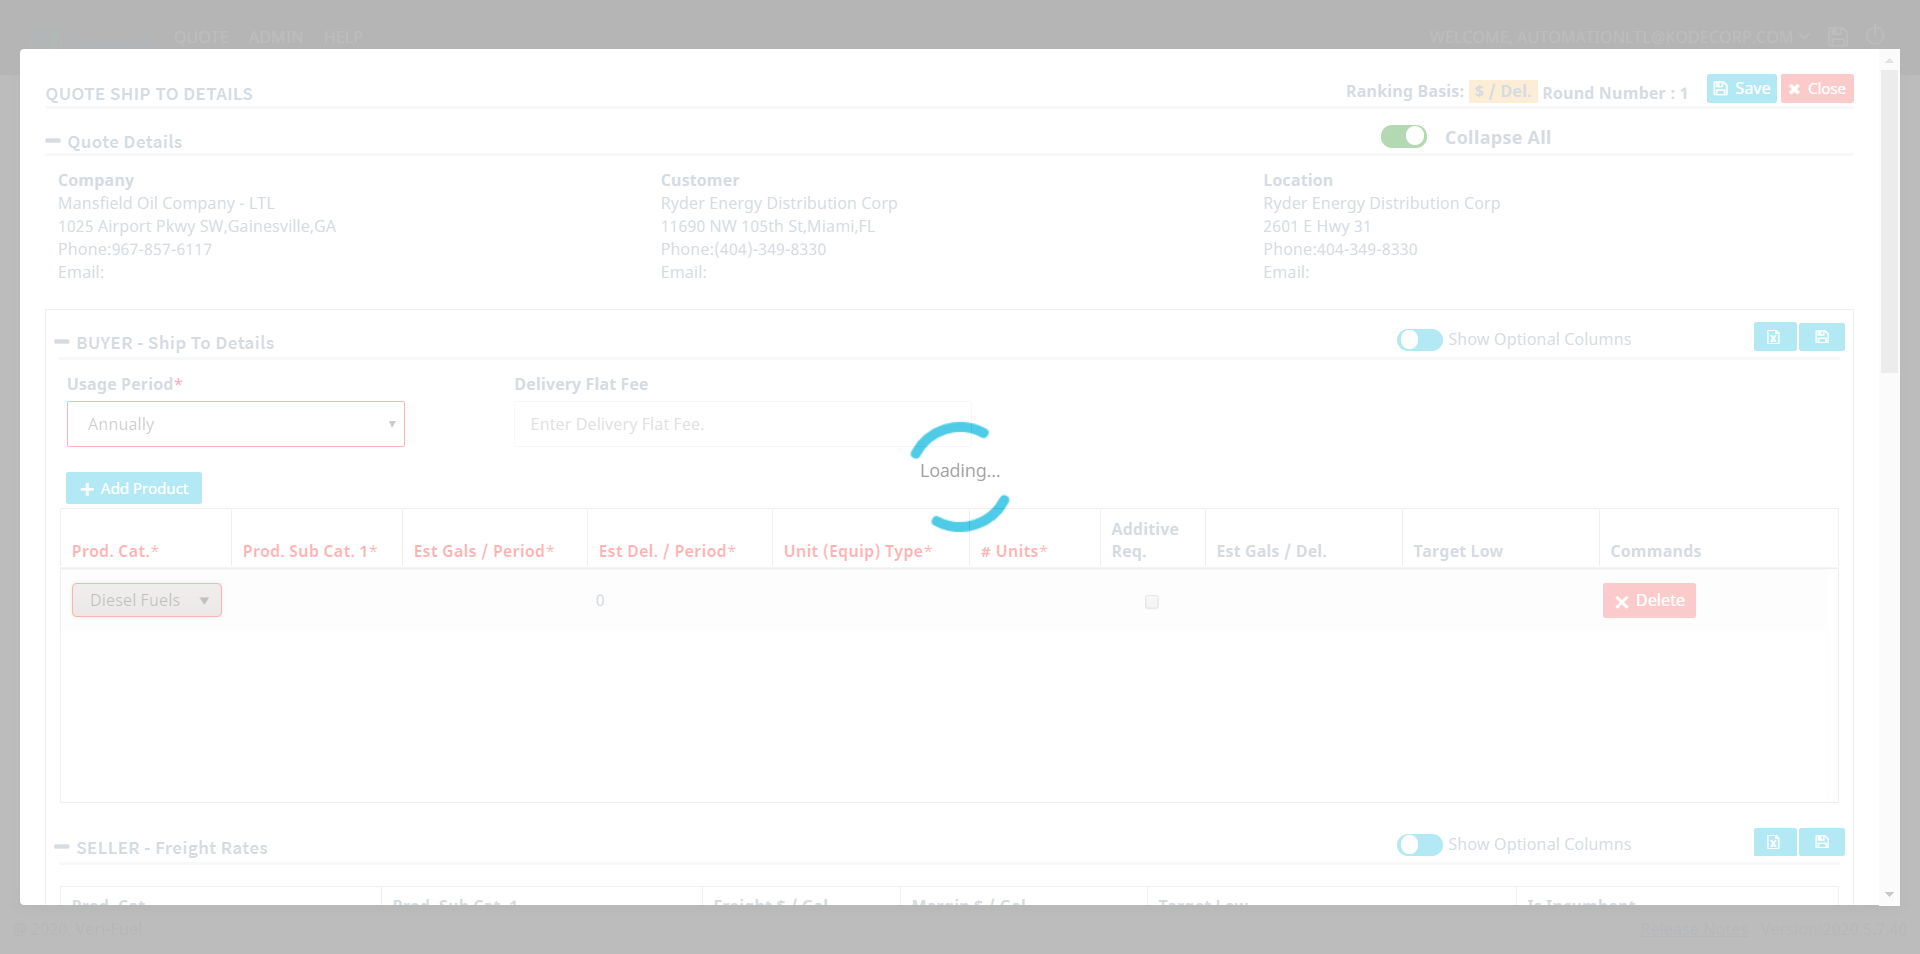 QUOTE ADMIN HELP
WELCOME, AUTOMATIONLTL@KODECORP.COM
QUOTE SHIP TO DETAILS
Ranking Basis: $ / Del. Round Number : 1
Save
Close
Quote Details
Collapse All
Company
Mansfield Oil Company - LTL
1025 Airport Pkwy SW,Gainesville,GA
Phone:967-857-6117
Email:
Customer
Ryder Energy Distribution Corp
11690 NW 105th St,Miami,FL
Phone:(404)-349-8330
Email:
Location
Ryder Energy Distribution Corp
2601 E Hwy 31
Phone:404-349-8330
Email:
BUYER - Ship To Details
Show Optional Columns
Usage Period*
Delivery Flat Fee
Annually
Enter Delivery Flat Fee.
Loading...
Add Product
Prod. Cat.*
Prod. Sub Cat. 1*
Est Gals / Period*
Est Del. / Period*
Unit (Equip) Type*
# Units*
Additive
Req.
Est Gals / Del.
Target Low
Commands
Diesel Fuels
0
Delete
SELLER - Freight Rates
Show Optional Columns
Prod. Cat.
Prod. Sub Cat. 1
Freight $ / Gal
Margin $ / Gal
Target Low
Is Incumbent
© 2020, Veri-Fuel
Release Notes